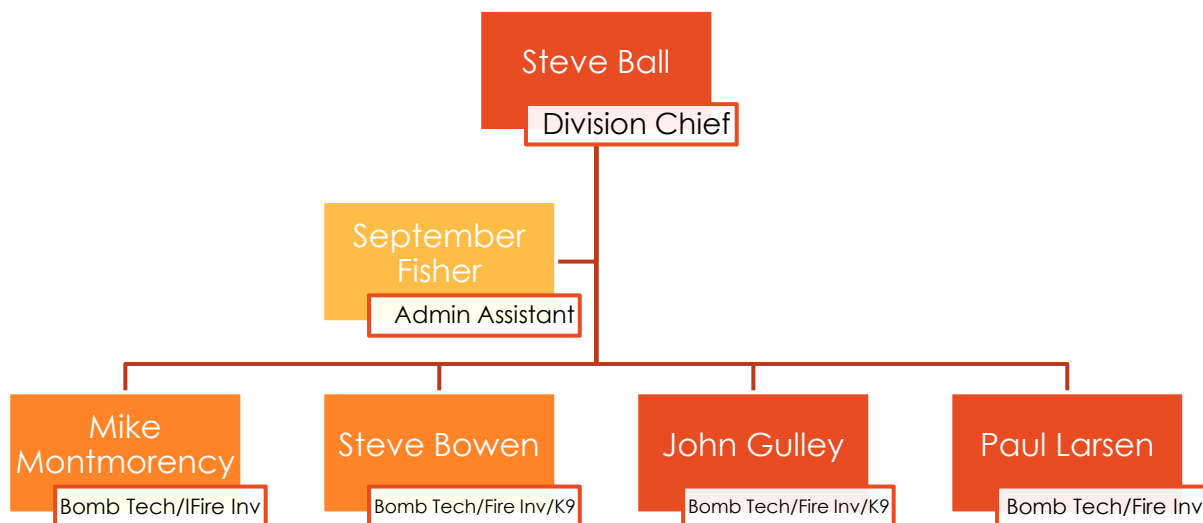 Steve Ball
Division Chief
September
Fisher
Admin Assistant
Mike
Montmorency
Bomb Tech/IFire Inv
Steve Bowen
Bomb Tech/Fire Inv/K9
John Gulley
Bomb Tech/Fire Inv/K9
Paul Larsen
Bomb Tech/Fire Inv